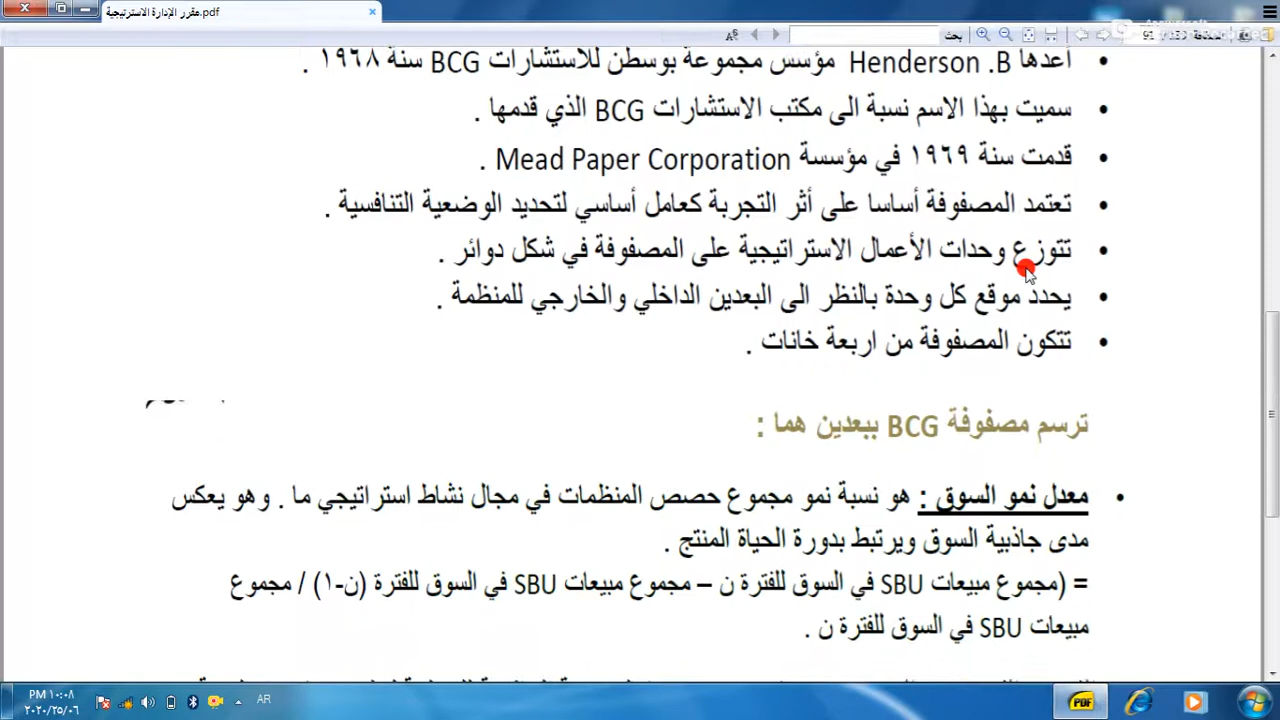 مقرر الإدارة الاسترتيجية.pdf
بحث
أعدها Henderson .B مؤسس مجموعة بوسطن للاستشارات BCG سنة ١٩٦٨ .
سميت بهذا الاسم نسبة الى مكتب الاستشارات BCG الذي قدمها .
قدمت سنة ١٩٦٩ في مؤسسة Mead Paper Corporation .
تعتمد المصفوفة أساسا على أثر التجربة كعامل أساسي لتحديد الوضعية التنافسية .
تتوزع وحدات الأعمال الاستراتيجية على المصفوفة في شكل دوائر .
يحدد موقع كل وحدة بالنظر الى البعدين الداخلي والخارجي للمنظمة .
تتكون المصفوفة من اربعة خانات .
ترسم مصفوفة BCG ببعدين هما :
معدل نمو السوق : هو نسبة نمو مجموع حصص المنظمات في مجال نشاط استراتيجي ما . وهو يعكس
مدى جاذبية السوق ويرتبط بدورة الحياة المنتج .
= (مجموع مبيعات SBU في السوق للفترة ن – مجموع مبيعات SBU في السوق للفترة (ن-١) / مجموع
مبيعات SBU في السوق للفترة ن .
AR
PM ١٠:٠٨
٢٠٢٠/٢٥/٠٦
PDF